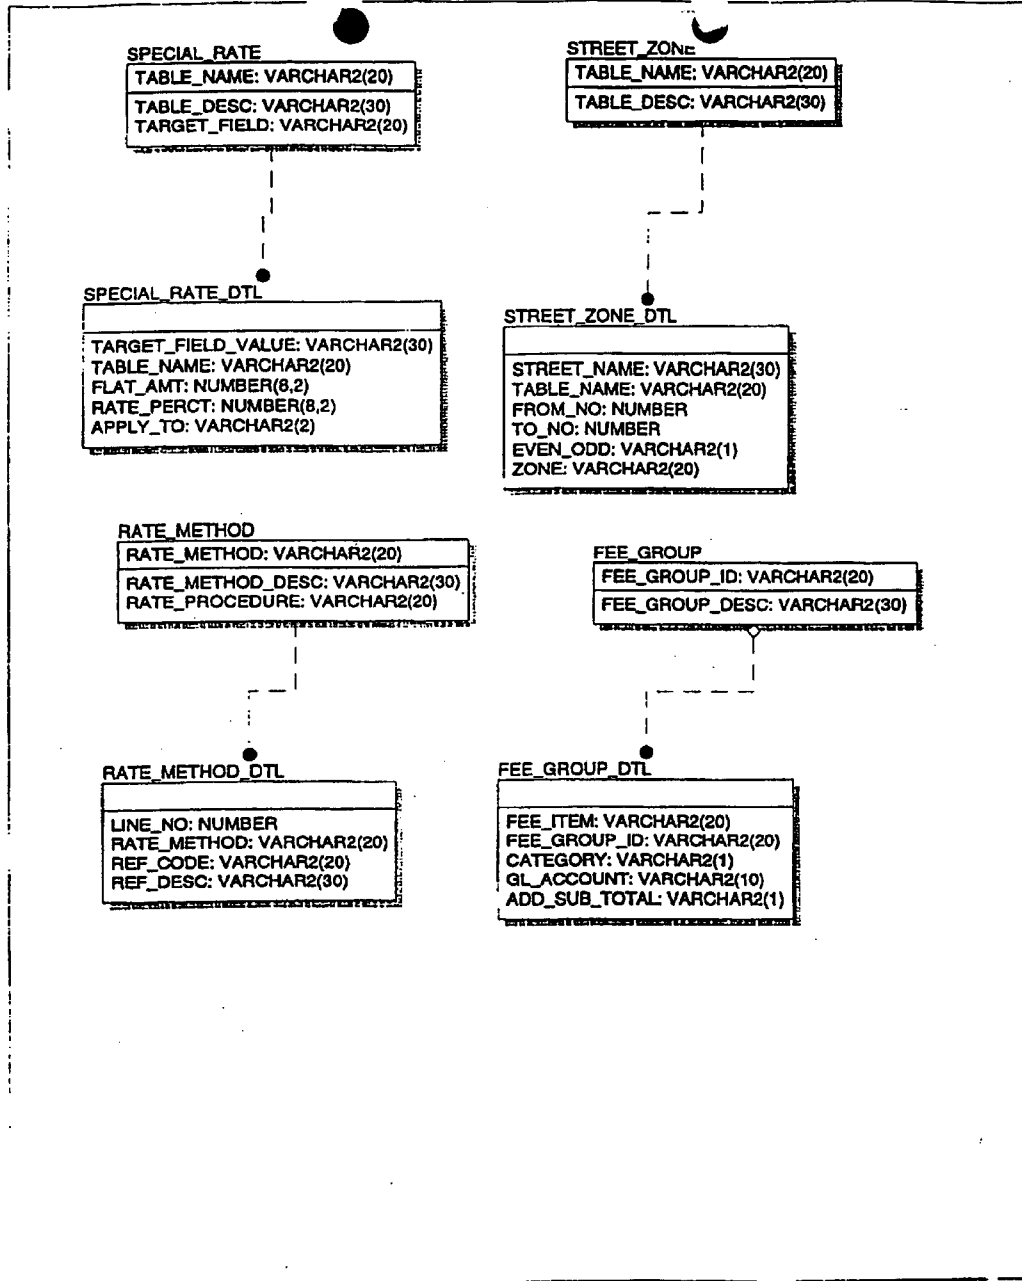 SPECIAL_RATE
TABLE_NAME: VARCHAR2(20)
TABLE_DESC: VARCHAR2(30)
TARGET_FIELD: VARCHAR2(20)
STREET_ZONE
TABLE_NAME: VARCHAR2(20)
TABLE_DESC: VARCHAR2(30)
SPECIAL_RATE_DTL
TARGET_FIELD_VALUE: VARCHAR2(30)
TABLE_NAME: VARCHAR2(20)
FLAT_AMT: NUMBER(8,2)
RATE_PERCT: NUMBER(8,2)
APPLY_TO: VARCHAR2(2)
STREET_ZONE_DTL
STREET_NAME: VARCHAR2(30)
TABLE_NAME: VARCHAR2(20)
FROM_NO: NUMBER
TO_NO: NUMBER
EVEN_ODD: VARCHAR2(1)
ZONE: VARCHAR2(20)
RATE_METHOD
RATE_METHOD: VARCHAR2(20)
RATE_METHOD_DESC: VARCHAR2(30)
RATE_PROCEDURE: VARCHAR2(20)
FEE_GROUP
FEE_GROUP_ID: VARCHAR2(20)
FEE_GROUP_DESC: VARCHAR2(30)
RATE_METHOD_DTL
LINE_NO: NUMBER
RATE_METHOD: VARCHAR2(20)
REF_CODE: VARCHAR2(20)
REF_DESC: VARCHAR2(30)
FEE_GROUP_DTL
FEE_ITEM: VARCHAR2(20)
FEE_GROUP_ID: VARCHAR2(20)
CATEGORY: VARCHAR2(1)
GL_ACCOUNT: VARCHAR2(10)
ADD_SUB_TOTAL: VARCHAR2(1)